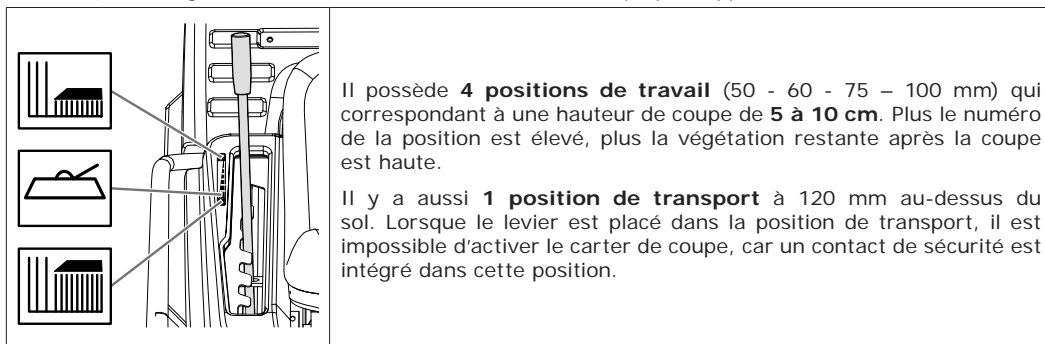 Il possède 4 positions de travail (50 - 60 - 75 – 100 mm) qui
correspondant à une hauteur de coupe de 5 à 10 cm. Plus le numéro
de la position est élevé, plus la végétation restante après la coupe
est haute.
Il y a aussi 1 position de transport à 120 mm au-dessus du
sol. Lorsque le levier est placé dans la position de transport, il est
impossible d'activer le carter de coupe, car un contact de sécurité est
intégré dans cette position.